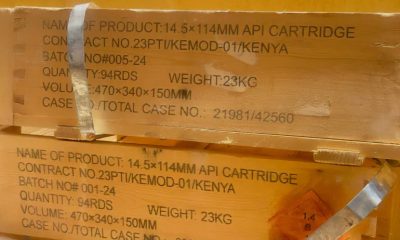 NAME OF PRODUCT:14.5×114MM API CARTRIDGE
CONTRACT NO.23PTI/KEMOD-01/KENYA
BATCH NO#005-24
QUANTITY:94RDS WEIGHT:23KG
VOLUME:470×340×150MM
CASE NO./TOTAL CASE NO.: 21981/42560
NAME OF PRODUCT:14.5×114MM API CARTRIDGE
CONTRACT NO.23PTI/KEMOD-01/KENYA
BATCH NO# 001-24
QUANTITY: 94RDS WEIGHT: 23KG
VOLUME: 470×340×150MM
CASE NO./TOTAL CASE NO.:
1.4